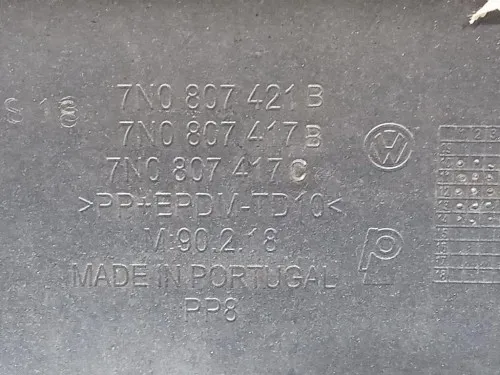 7N0 807 421 B
7N0 807 417 B
7N0 807 417 C
>PP+EPDM-TD10<
M.90.2.18
MADE IN PORTUGAL
PP8